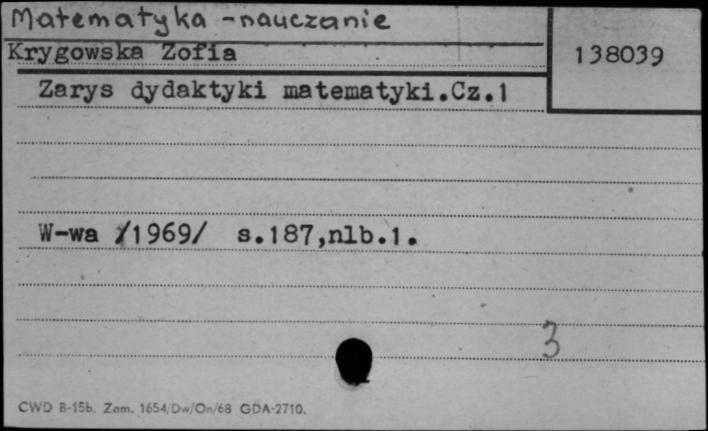 Matematyka - nauczanie
Krygowska Zofia
138039
Zarys dydaktyki matematyki.Cz.1
W-wa /1969/ s.187,nlb.1.
3
CWD B-15b. Zam. 1654/Dw/On/68 GDA-2710.